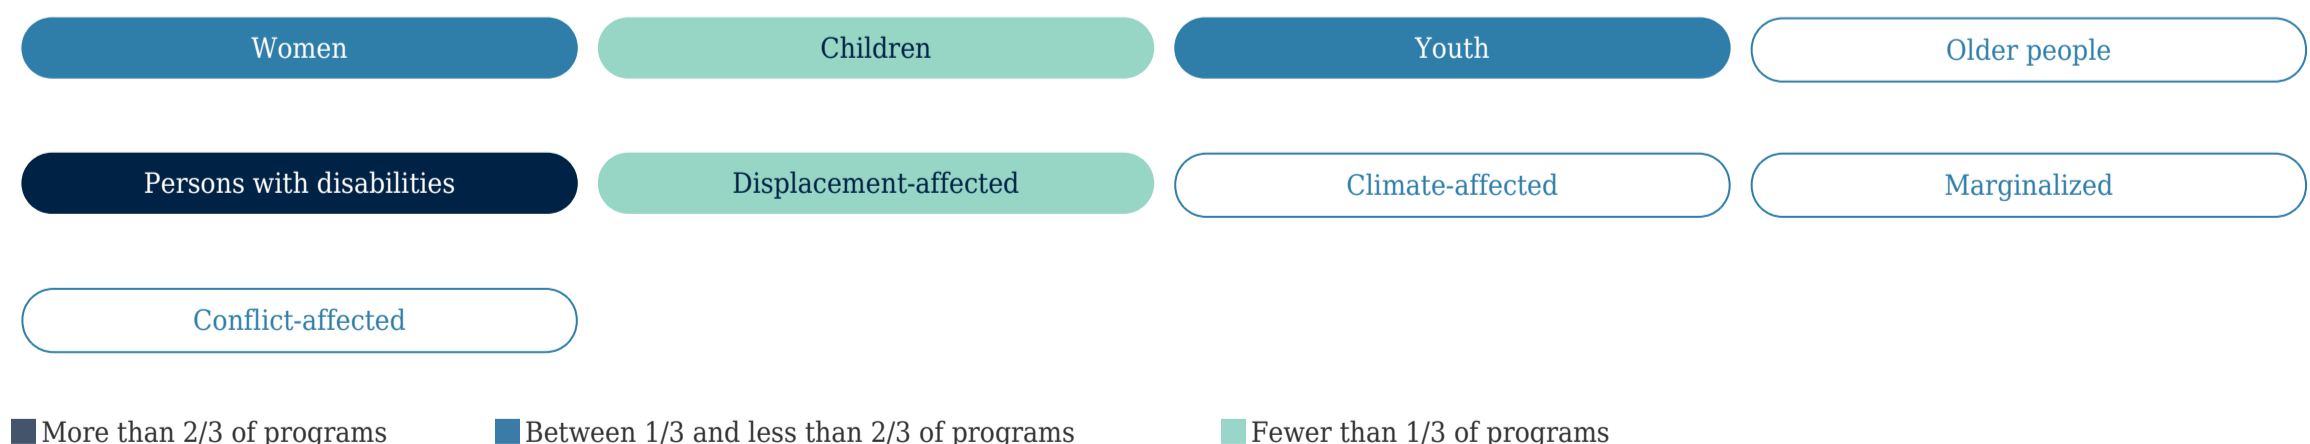 Women
Children
Youth
Older people
Persons with disabilities
Displacement-affected
Climate-affected
Marginalized
Conflict-affected
More than 2/3 of programs
Between 1/3 and less than 2/3 of programs
Fewer than 1/3 of programs